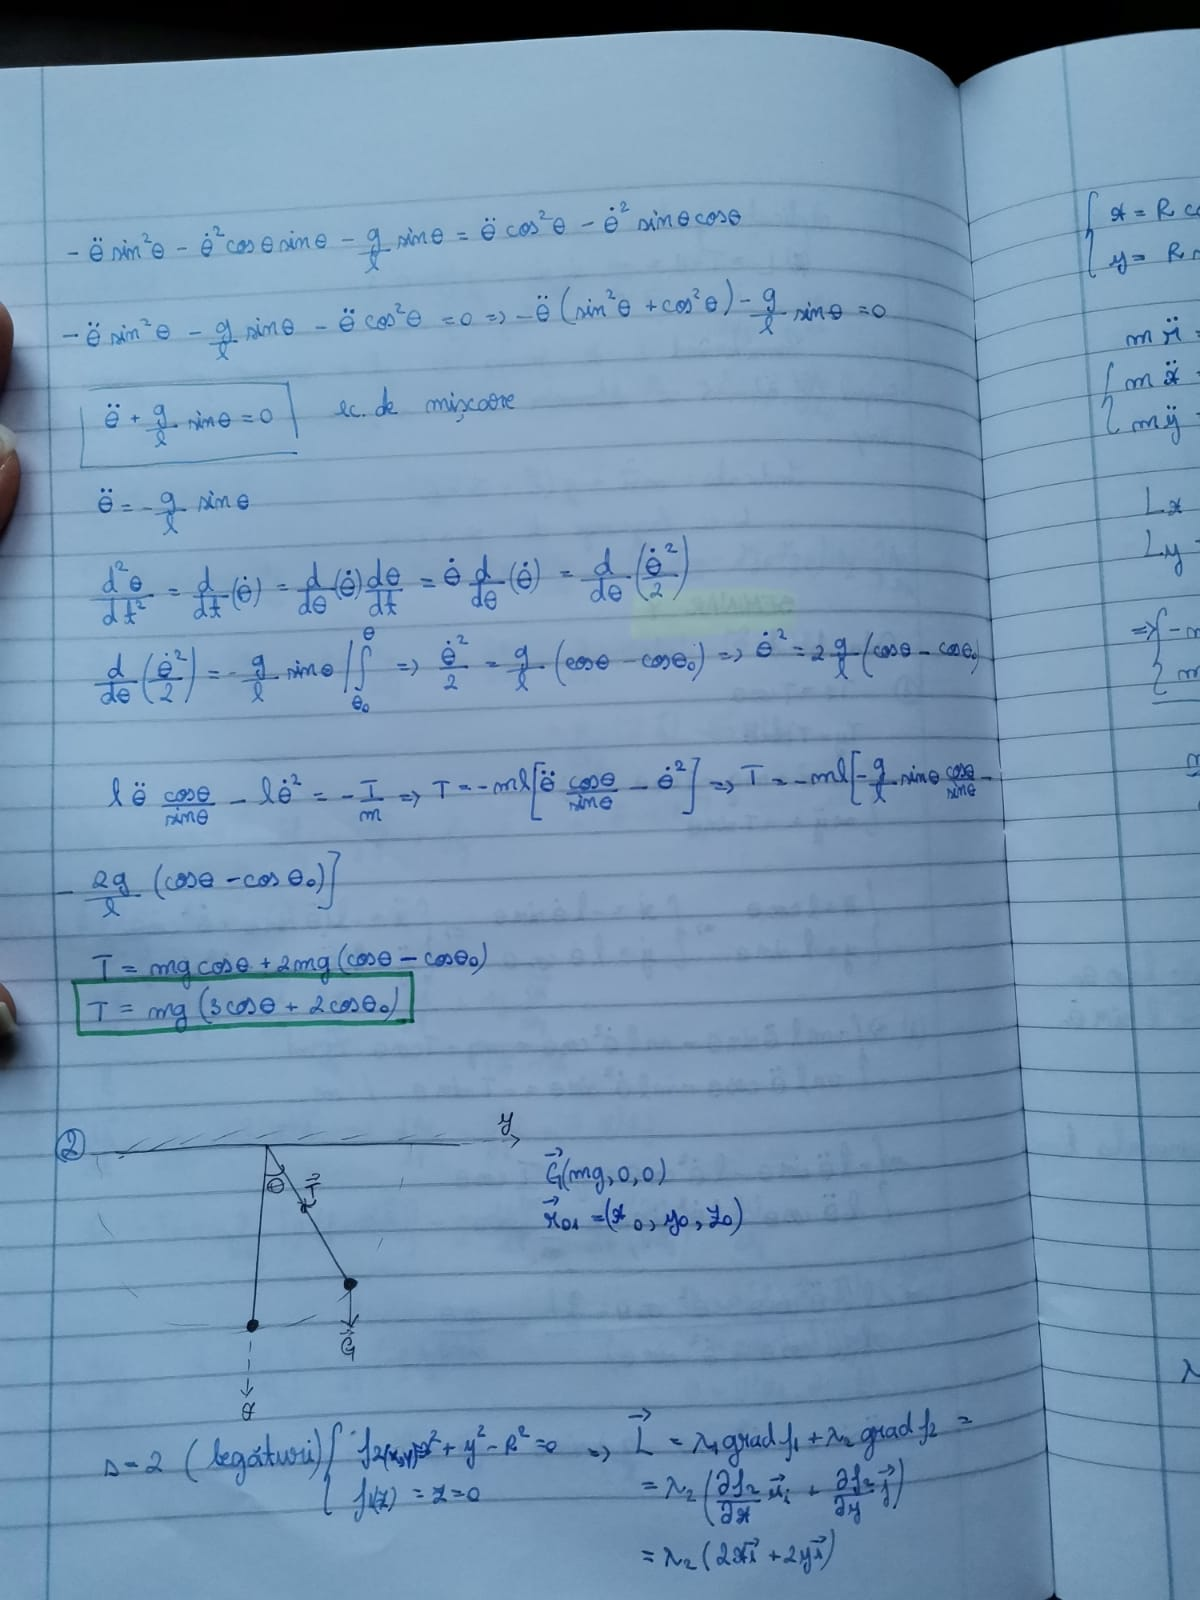 - θ̈ sin²θ - θ̇² cosθ sinθ - g/l sinθ = θ̈ cos²θ - θ̇² sinθ cosθ
- θ̈ sin²θ - g/l sinθ - θ̈ cos²θ = 0 => - θ̈ (sin²θ + cos²θ) - g/l sinθ = 0
θ̈ + g/l sinθ = 0 ec. de mișcare
θ̈ = - g/l sinθ
d²θ/dt² = d/dt (θ̇) = d/dθ (θ̇) dθ/dt = θ̇ d/dθ (θ̇) = d/dθ (θ̇²/2)
d/dθ (θ̇²/2) = - g/l sinθ | ∫_θ₀^θ => θ̇²/2 = g/l (cosθ - cosθ₀) => θ̇² = 2 g/l (cosθ - cosθ₀)
l θ̈ cosθ/sinθ - l θ̇² = - T/m => T = - ml [θ̈ cosθ/sinθ - θ̇²] => T = - ml [- g/l sinθ cosθ/sinθ -
- 2g/l (cosθ - cosθ₀)]
T = mg cosθ + 2mg (cosθ - cosθ₀)
T = mg (3cosθ + 2cosθ₀)
② y
θ T⃗
G⃗ (mg, 0, 0)
r⃗₀₁ = (x₀, y₀, z₀)
G⃗
x
s = 2 (legături) { f₂(x,y) = x² + y² - R² = 0 => L⃗ = λ₁ grad f₁ + λ₂ grad f₂ =
f₁(z) = z = 0 = λ₂ (∂f₂/∂x i⃗ + ∂f₂/∂y j⃗)
= λ₂ (2x i⃗ + 2y j⃗)
{ x = R
y = R
{ m ẍ
m ÿ
Lx
Ly
=> { - m
m
λ